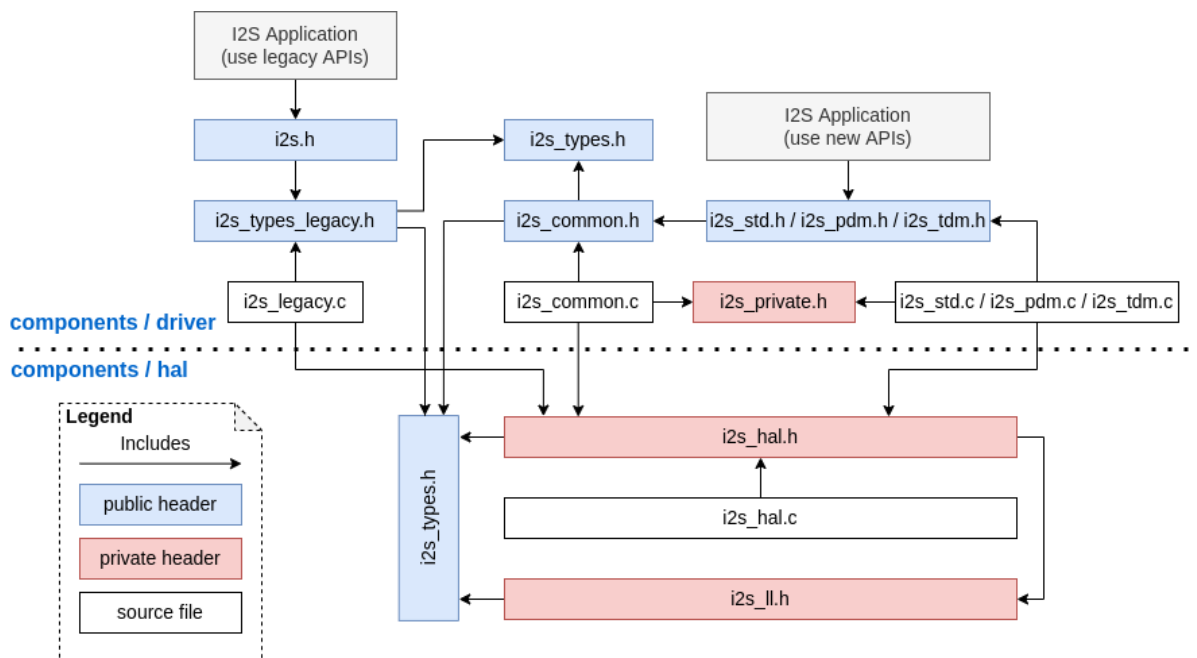 I2S Application
(use legacy APIs)
I2S Application
(use new APIs)
i2s.h
i2s_types.h
i2s_types_legacy.h
i2s_common.h
i2s_std.h / i2s_pdm.h / i2s_tdm.h
i2s_legacy.c
i2s_common.c
i2s_private.h
i2s_std.c / i2s_pdm.c / i2s_tdm.c
components / driver
components / hal
Legend
Includes
public header
private header
source file
i2s_types.h
i2s_hal.h
i2s_hal.c
i2s_ll.h